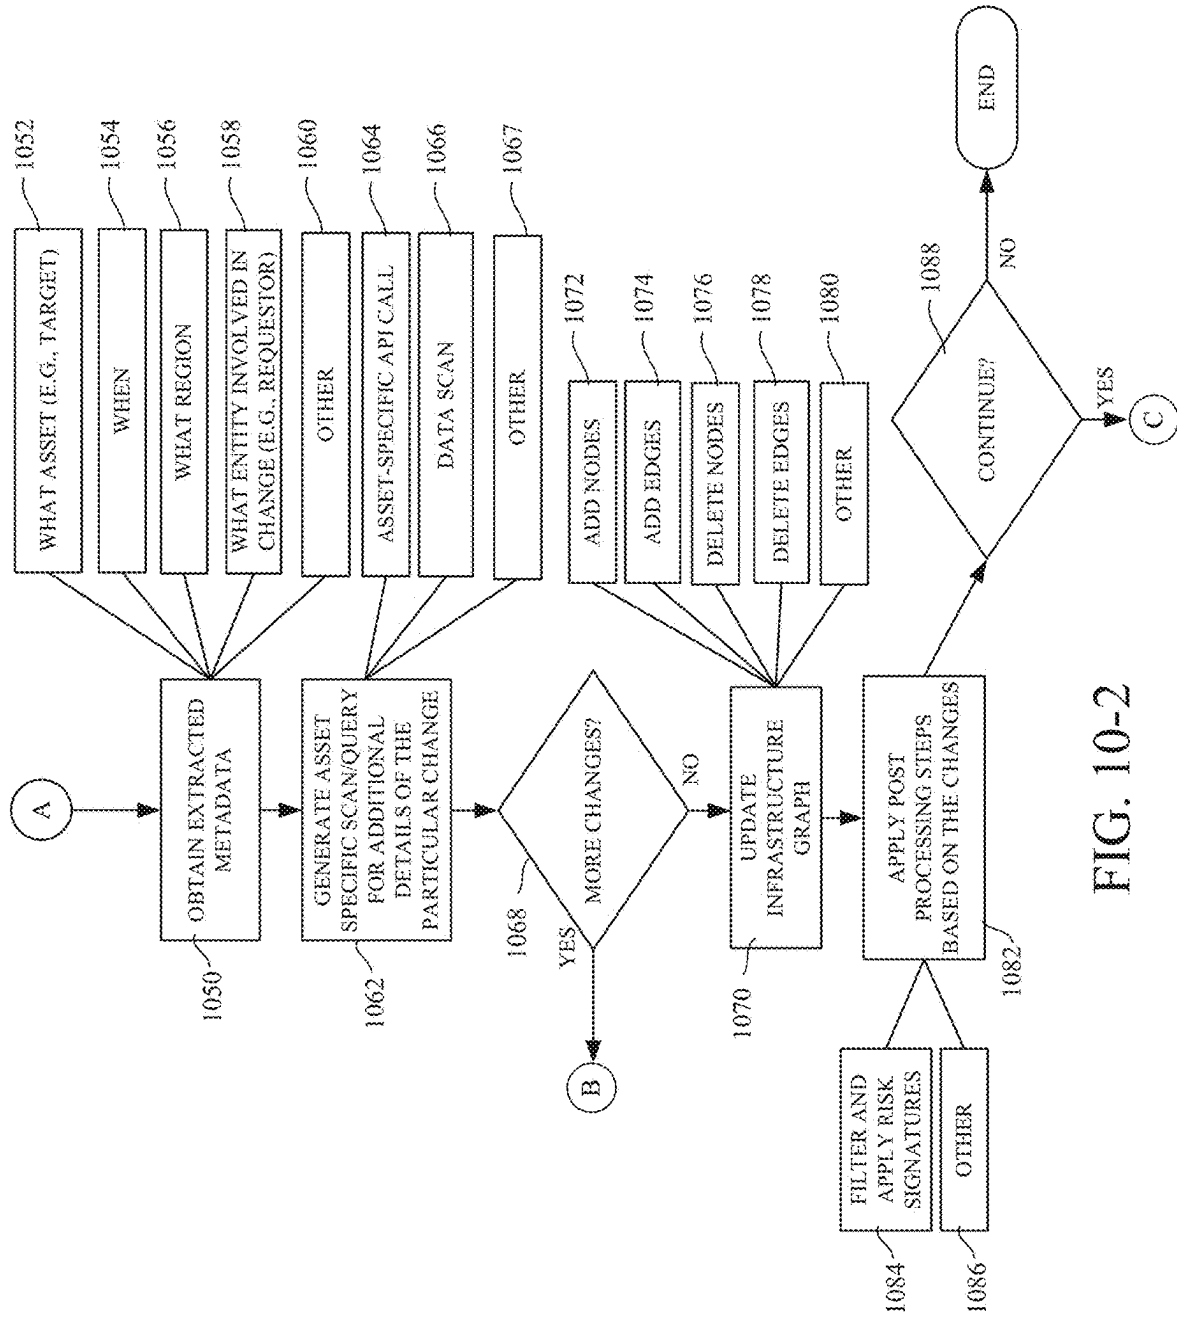 A
OBTAIN EXTRACTED
METADATA
1050
WHAT ASSET (E.G., TARGET)
1052
WHEN
1054
WHAT REGION
1056
WHAT ENTITY INVOLVED IN
CHANGE (E.G., REQUESTOR)
1058
OTHER
1060
GENERATE ASSET
SPECIFIC SCAN/QUERY
FOR ADDITIONAL
DETAILS OF THE
PARTICULAR CHANGE
1062
ASSET-SPECIFIC API CALL
1064
DATA SCAN
1066
OTHER
1067
MORE CHANGES?
1068
YES
B
NO
UPDATE
INFRASTRUCTURE
GRAPH
1070
ADD NODES
1072
ADD EDGES
1074
DELETE NODES
1076
DELETE EDGES
1078
OTHER
1080
APPLY POST
PROCESSING STEPS
BASED ON THE CHANGES
1082
FILTER AND
APPLY RISK
SIGNATURES
1084
OTHER
1086
CONTINUE?
1088
NO
END
YES
C
FIG. 10-2